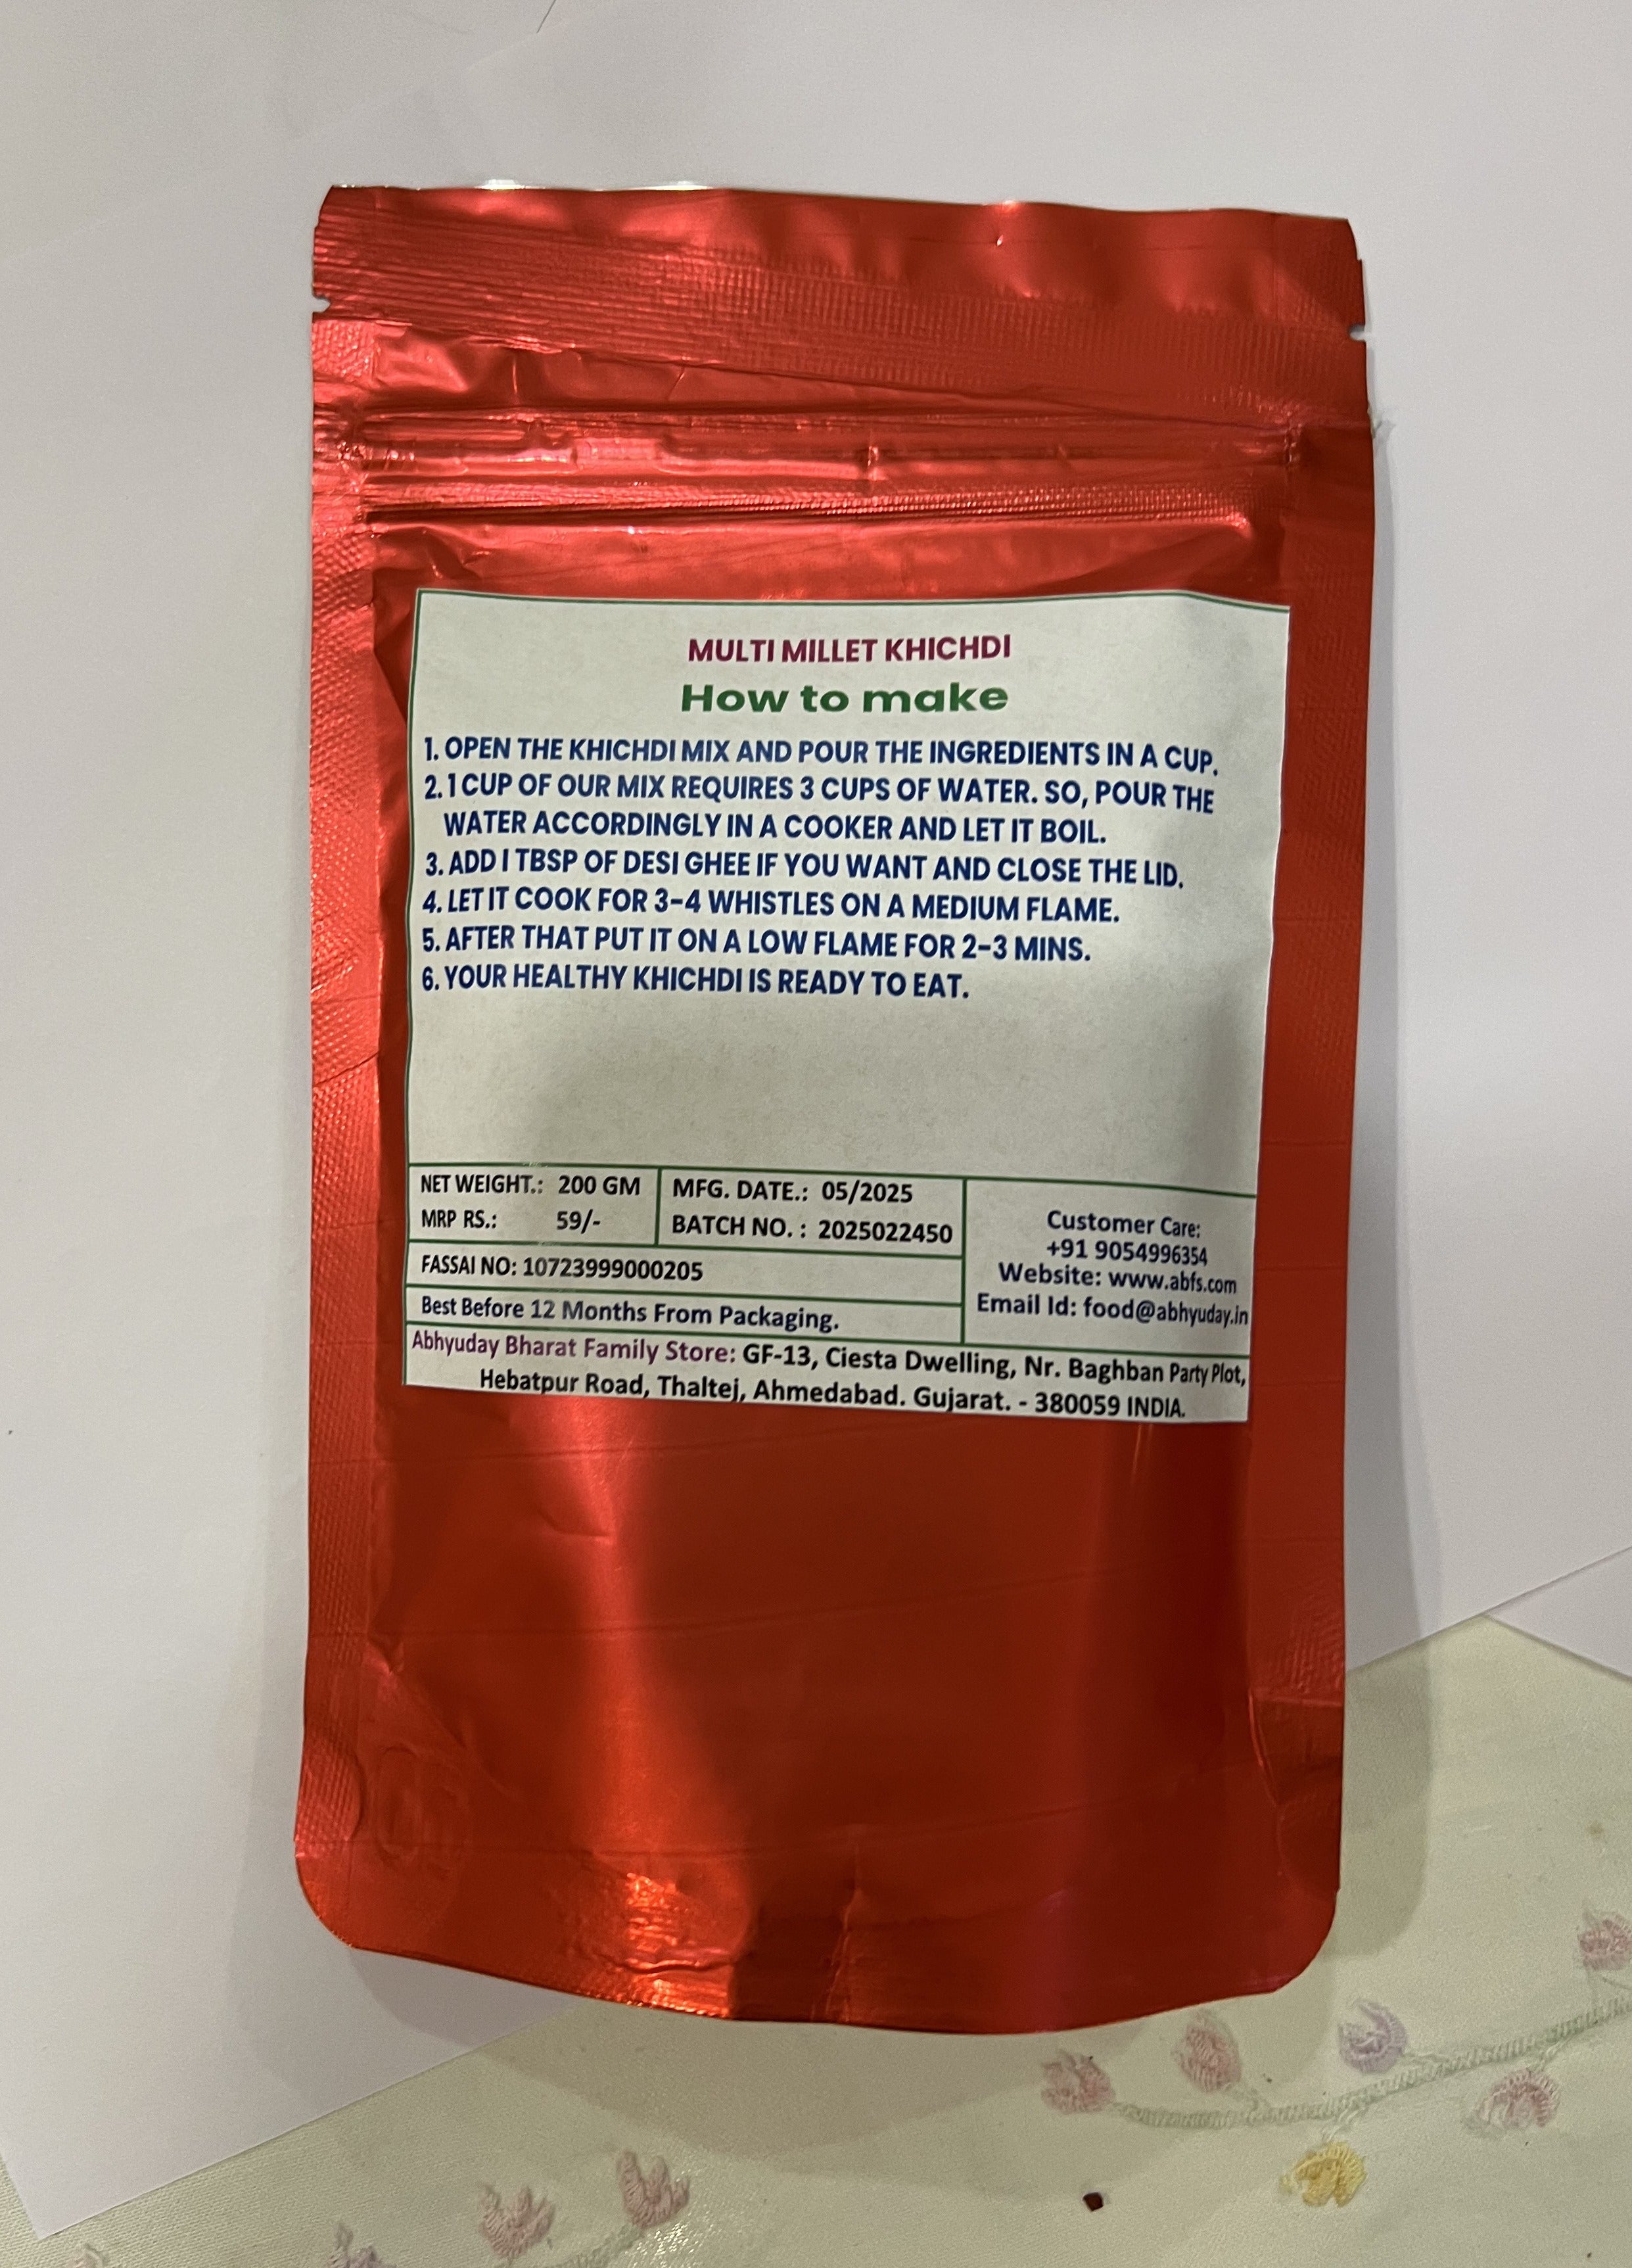 MULTI MILLET KHICHDI
How to make
1. OPEN THE KHICHDI MIX AND POUR THE INGREDIENTS IN A CUP.
2. 1 CUP OF OUR MIX REQUIRES 3 CUPS OF WATER. SO, POUR THE
WATER ACCORDINGLY IN A COOKER AND LET IT BOIL.
3. ADD 1 TBSP OF DESI GHEE IF YOU WANT AND CLOSE THE LID.
4. LET IT COOK FOR 3-4 WHISTLES ON A MEDIUM FLAME.
5. AFTER THAT PUT IT ON A LOW FLAME FOR 2-3 MINS.
6. YOUR HEALTHY KHICHDI IS READY TO EAT.
NET WEIGHT.: 200 GM
MRP RS.: 59/-
MFG. DATE.: 05/2025
BATCH NO. : 2025022450
FASSAI NO: 10723999000205
Best Before 12 Months From Packaging.
Customer Care:
+91 9054996354
Website: www.abfs.com
Email Id: food@abhyuday.in
Abhyuday Bharat Family Store: GF-13, Ciesta Dwelling, Nr. Baghban Party Plot,
Hebatpur Road, Thaltej, Ahmedabad. Gujarat. - 380059 INDIA.